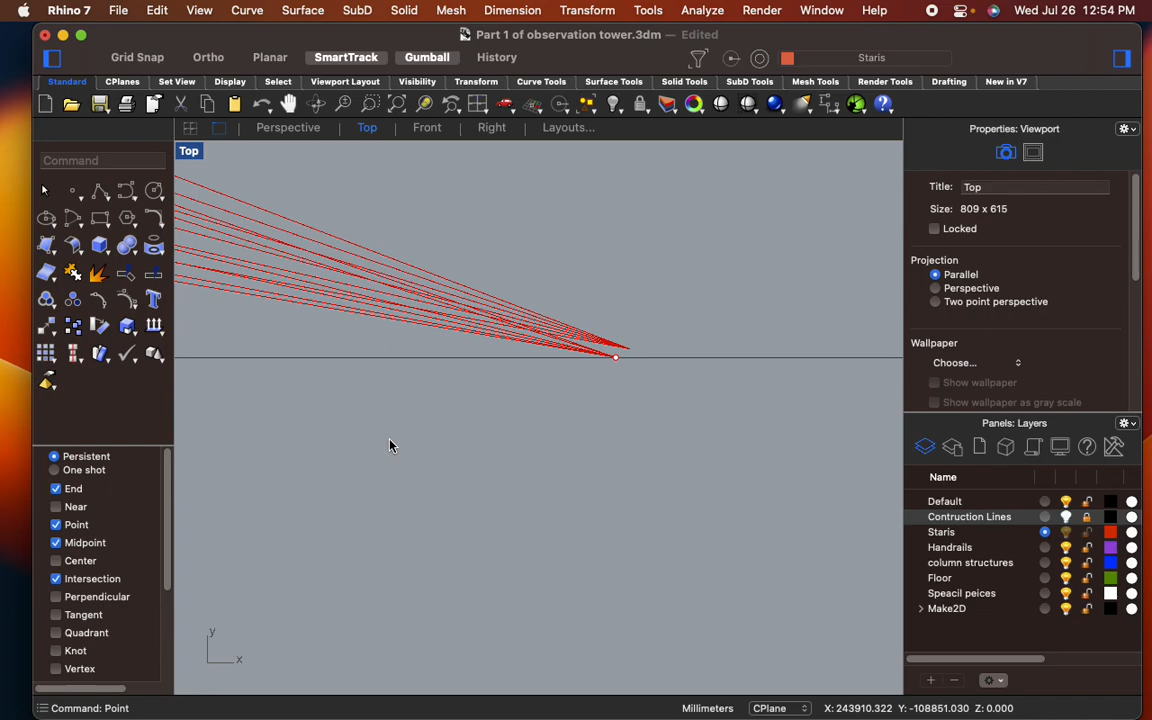 Rhino 7 File Edit View Curve Surface SubD Solid Mesh Dimension Transform Tools Analyze Render Window Help Wed Jul 26 12:54 PM
Part 1 of observation tower.3dm — Edited
Grid Snap Ortho Planar SmartTrack Gumball History Staris
Standard CPlanes Set View Display Select Viewport Layout Visibility Transform Curve Tools Surface Tools Solid Tools SubD Tools Mesh Tools Render Tools Drafting New in V7
Perspective Top Front Right Layouts...
Top
Command
Persistent
One shot
End
Near
Point
Midpoint
Center
Intersection
Perpendicular
Tangent
Quadrant
Knot
Vertex
y
x
Properties: Viewport
Title: Top
Size: 809 x 615
Locked
Projection
Parallel
Perspective
Two point perspective
Wallpaper
Choose...
Show wallpaper
Show wallpaper as gray scale
Panels: Layers
Name
Default
Contruction Lines
Staris
Handrails
column structures
Floor
Speacil peices
Make2D
Command: Point Millimeters CPlane X: 243910.322 Y: -108851.030 Z: 0.000